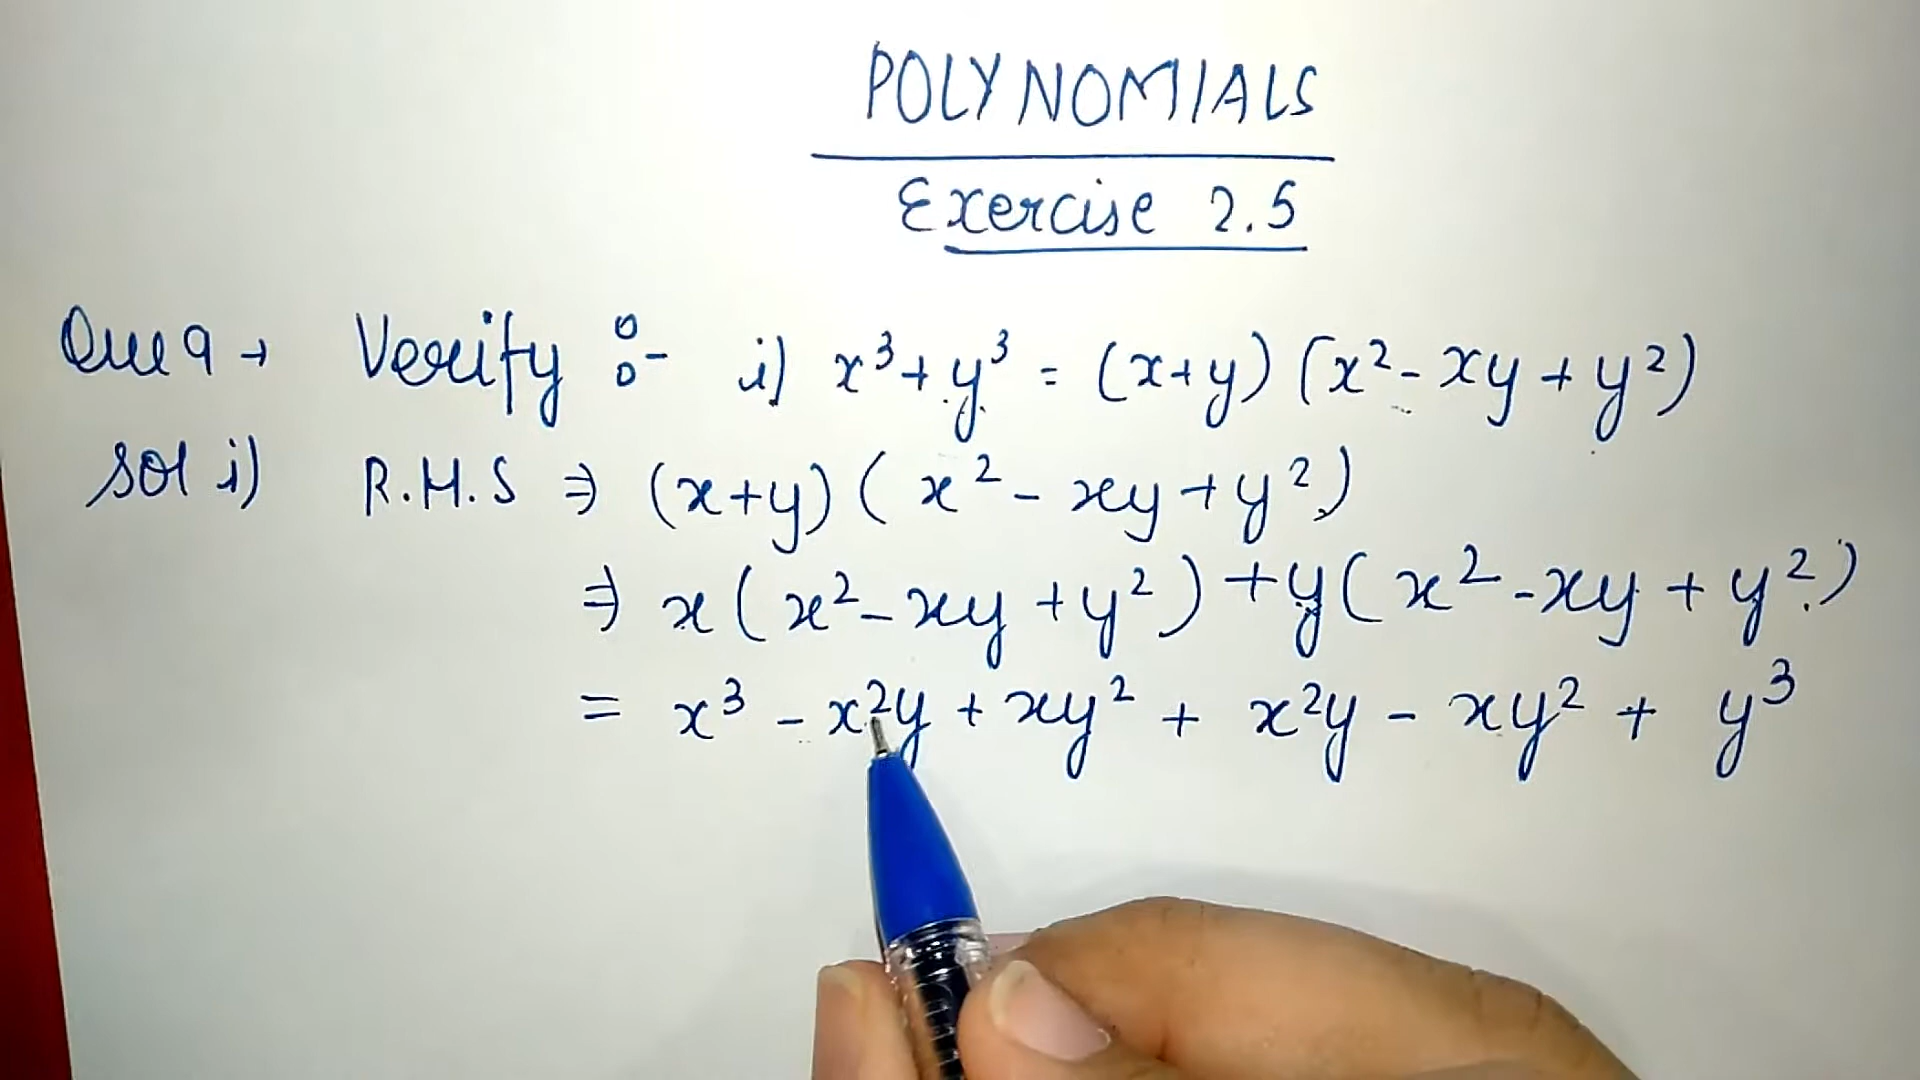 POLYNOMIALS
Exercise 2.5
Que 9 → Verify :- i) x³ + y³ = (x+y) (x² - xy + y²)
sol i) R.H.S ⇒ (x+y) ( x² - xy + y²)
⇒ x ( x² - xy + y² ) + y ( x² - xy + y² )
= x³ - x²y + xy² + x²y - xy² + y³